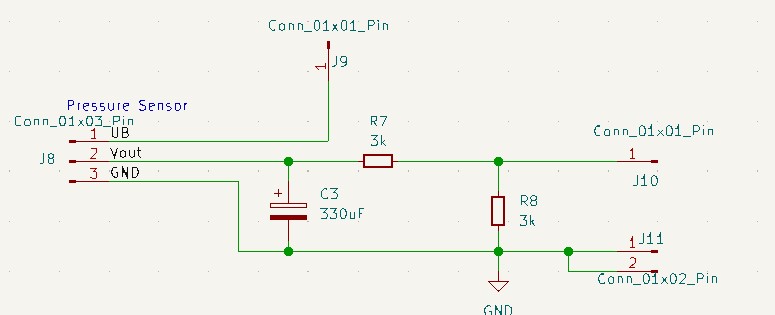 Conn_01x01_Pin
1
J9
Pressure Sensor
Conn_01x03_Pin
1 UB
J8
2 Vout
3 GND
R7
3k
Conn_01x01_Pin
1
J10
+
C3
330uF
R8
3k
J11
1
2
Conn_01x02_Pin
GND